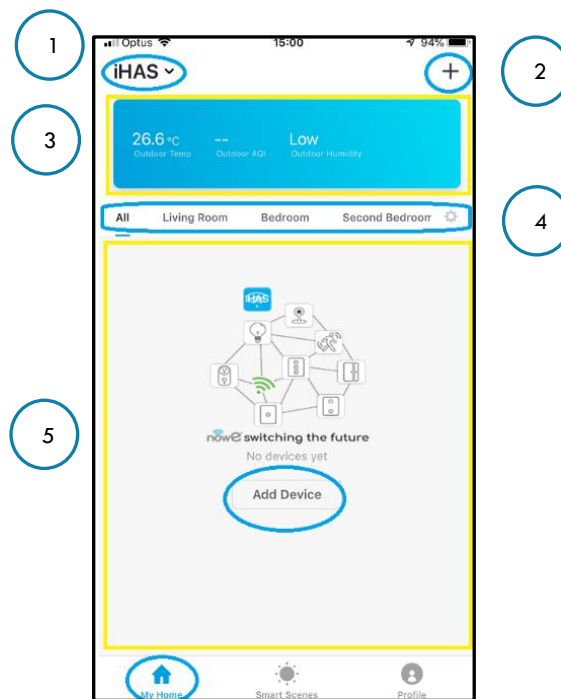 1
Optus 15:00 94%
iHAS
2
3
26.6 °C -- Low
Outdoor Temp Outdoor AQI Outdoor Humidity
All Living Room Bedroom Second Bedroom
4
iHAS
5
nowe switching the future
No devices yet
Add Device
My Home Smart Scenes Profile